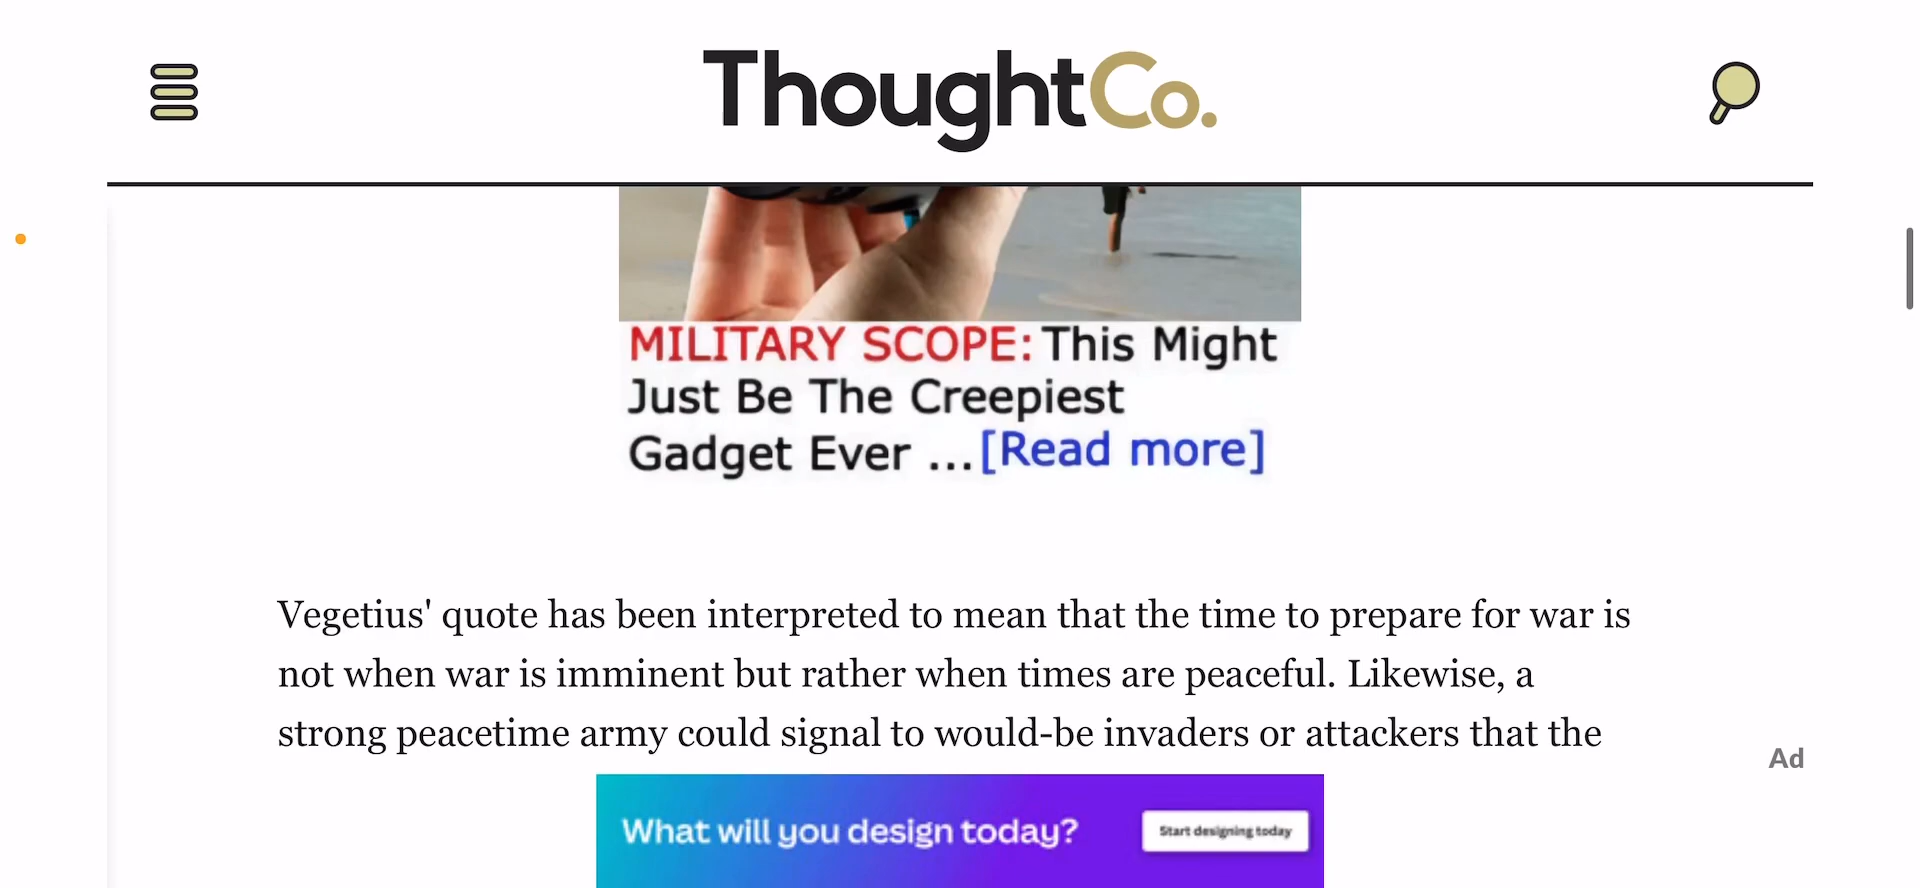 ThoughtCo.
MILITARY SCOPE: This Might
Just Be The Creepiest
Gadget Ever ... [Read more]
Vegetius' quote has been interpreted to mean that the time to prepare for war is
not when war is imminent but rather when times are peaceful. Likewise, a
strong peacetime army could signal to would-be invaders or attackers that the
Ad
What will you design today?
Start designing today